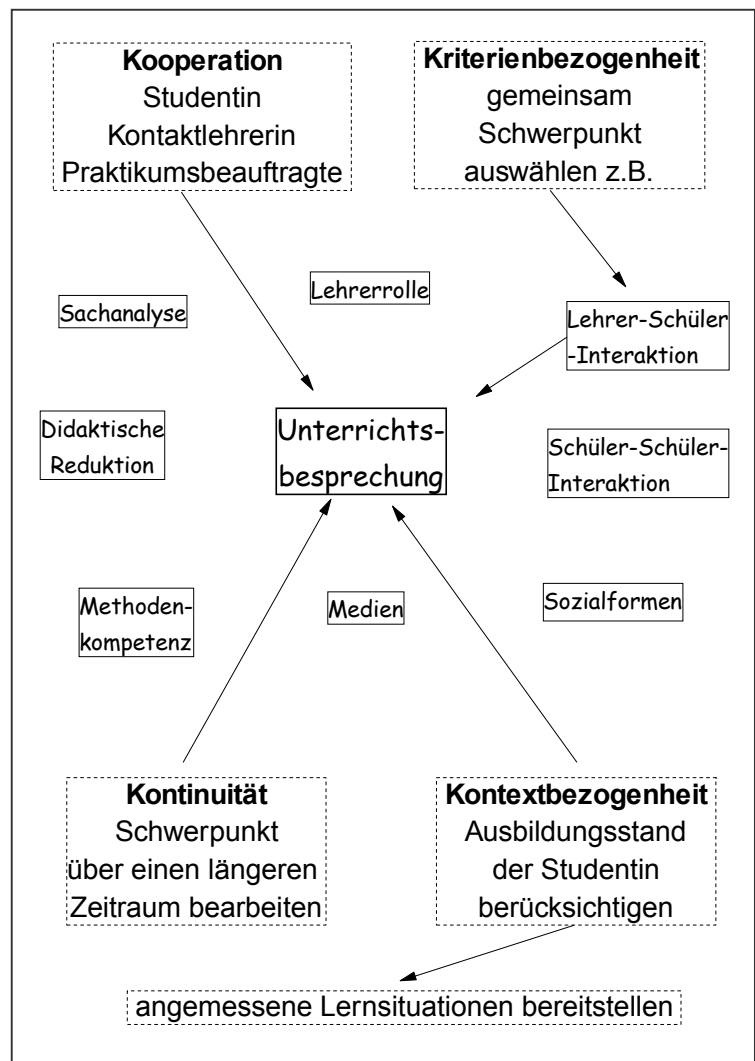 Kooperation
Studentin
Kontaktlehrerin
Praktikumsbeauftragte
Kriterienbezogenheit
gemeinsam
Schwerpunkt
auswählen z.B.
Lehrerrolle
Sachanalyse
Lehrer-Schüler
-Interaktion
Didaktische
Reduktion
Unterrichts-
besprechung
Schüler-Schüler-
Interaktion
Methoden-
kompetenz
Medien
Sozialformen
Kontinuität
Schwerpunkt
über einen längeren
Zeitraum bearbeiten
Kontextbezogenheit
Ausbildungsstand
der Studentin
berücksichtigen
angemessene Lernsituationen bereitstellen